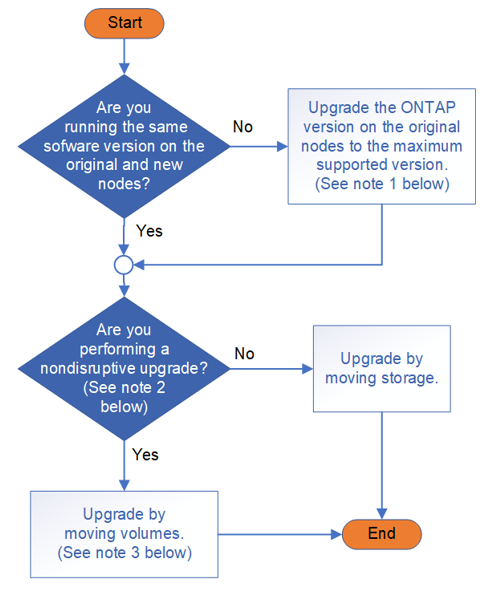 Start
Are you
running the same
sofware version on the
original and new
nodes?
No
Upgrade the ONTAP
version on the original
nodes to the maximum
supported version.
(See note 1 below)
Yes
Are you
performing a
nondisruptive upgrade?
(See note 2
below)
No
Upgrade by
moving storage.
Yes
Upgrade by
moving volumes.
(See note 3 below)
End